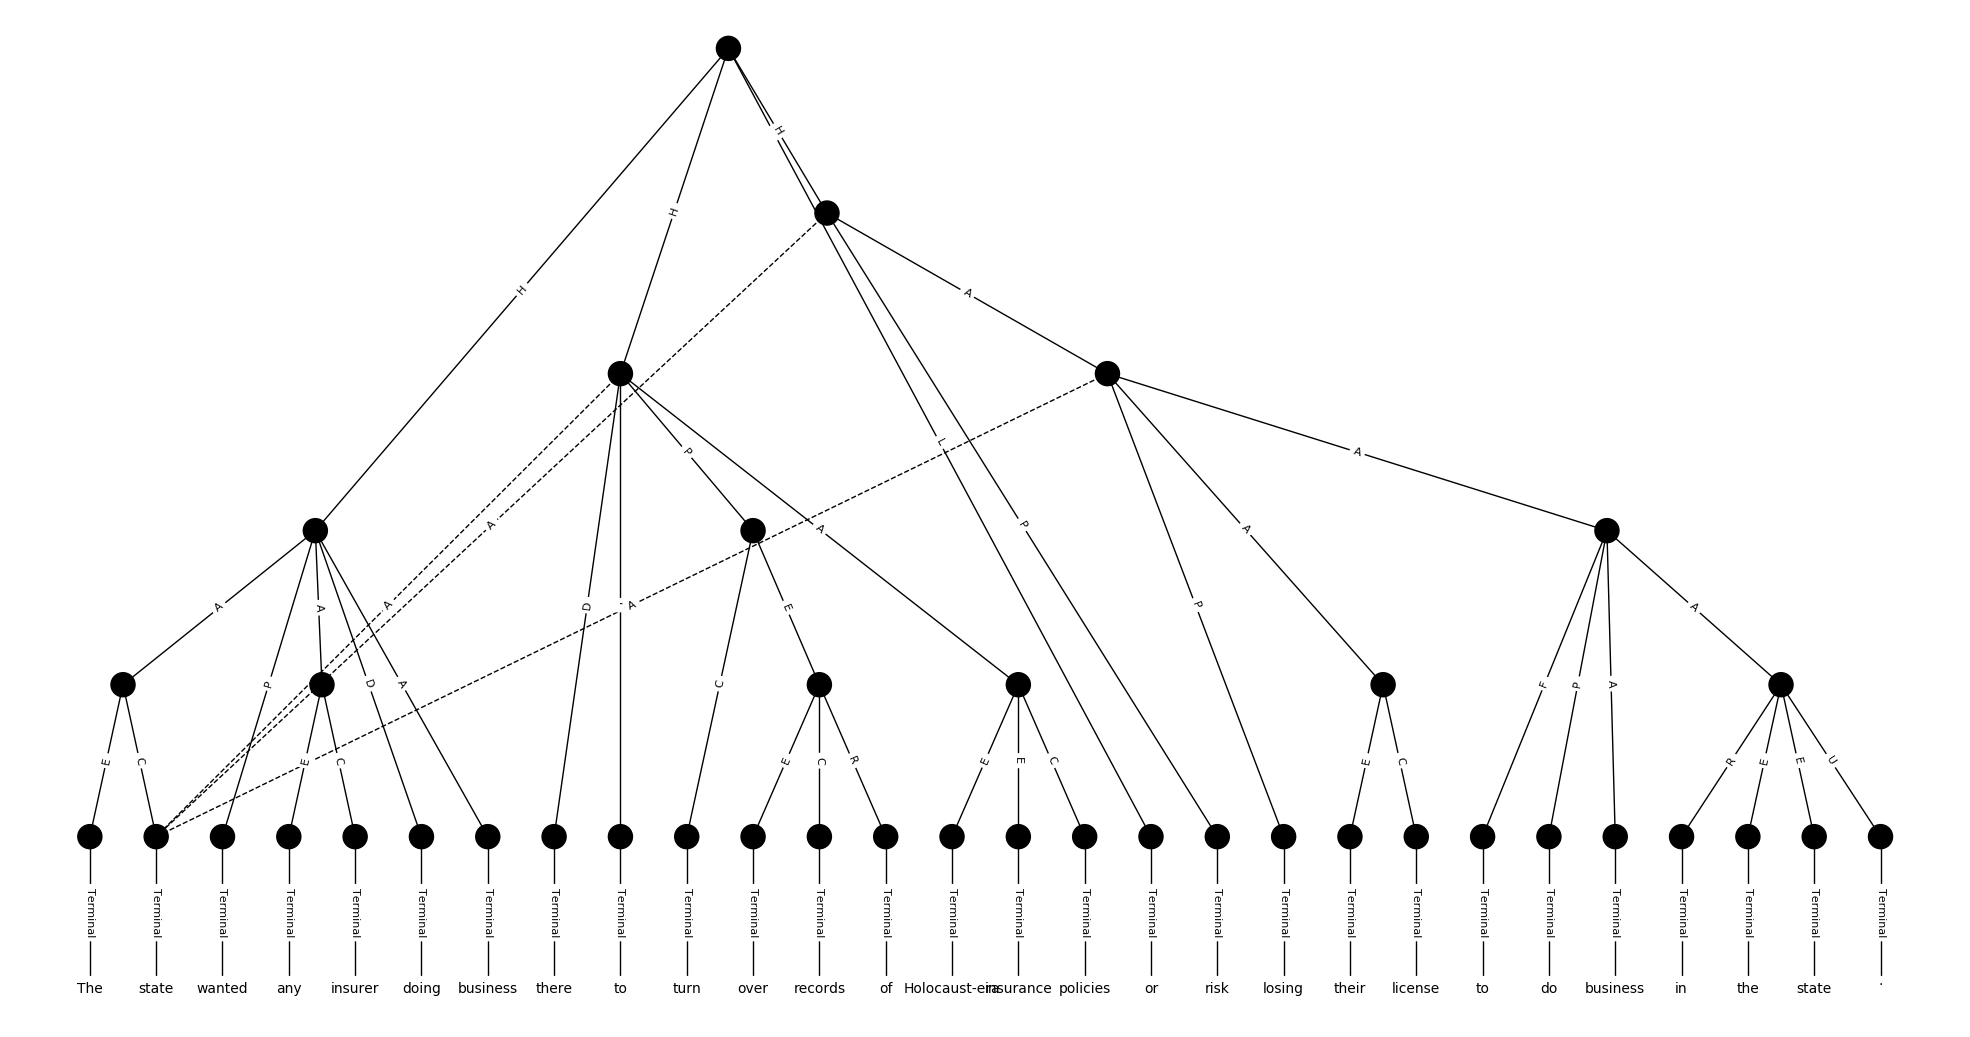 H
H
H
A
A
L
A
P
A
P
A
A
D
A
A
P
A
A
E
F
A
P
D
A
C
P
A
E
C
E
C
E
C
R
E
E
C
E
C
R
E
E
U
Terminal Terminal Terminal Terminal Terminal Terminal Terminal Terminal Terminal Terminal Terminal Terminal Terminal Terminal Terminal Terminal Terminal Terminal Terminal Terminal Terminal Terminal Terminal Terminal Terminal Terminal Terminal Terminal
The state wanted any insurer doing business there to turn over records of Holocaust-era insurance policies or risk losing their license to do business in the state .